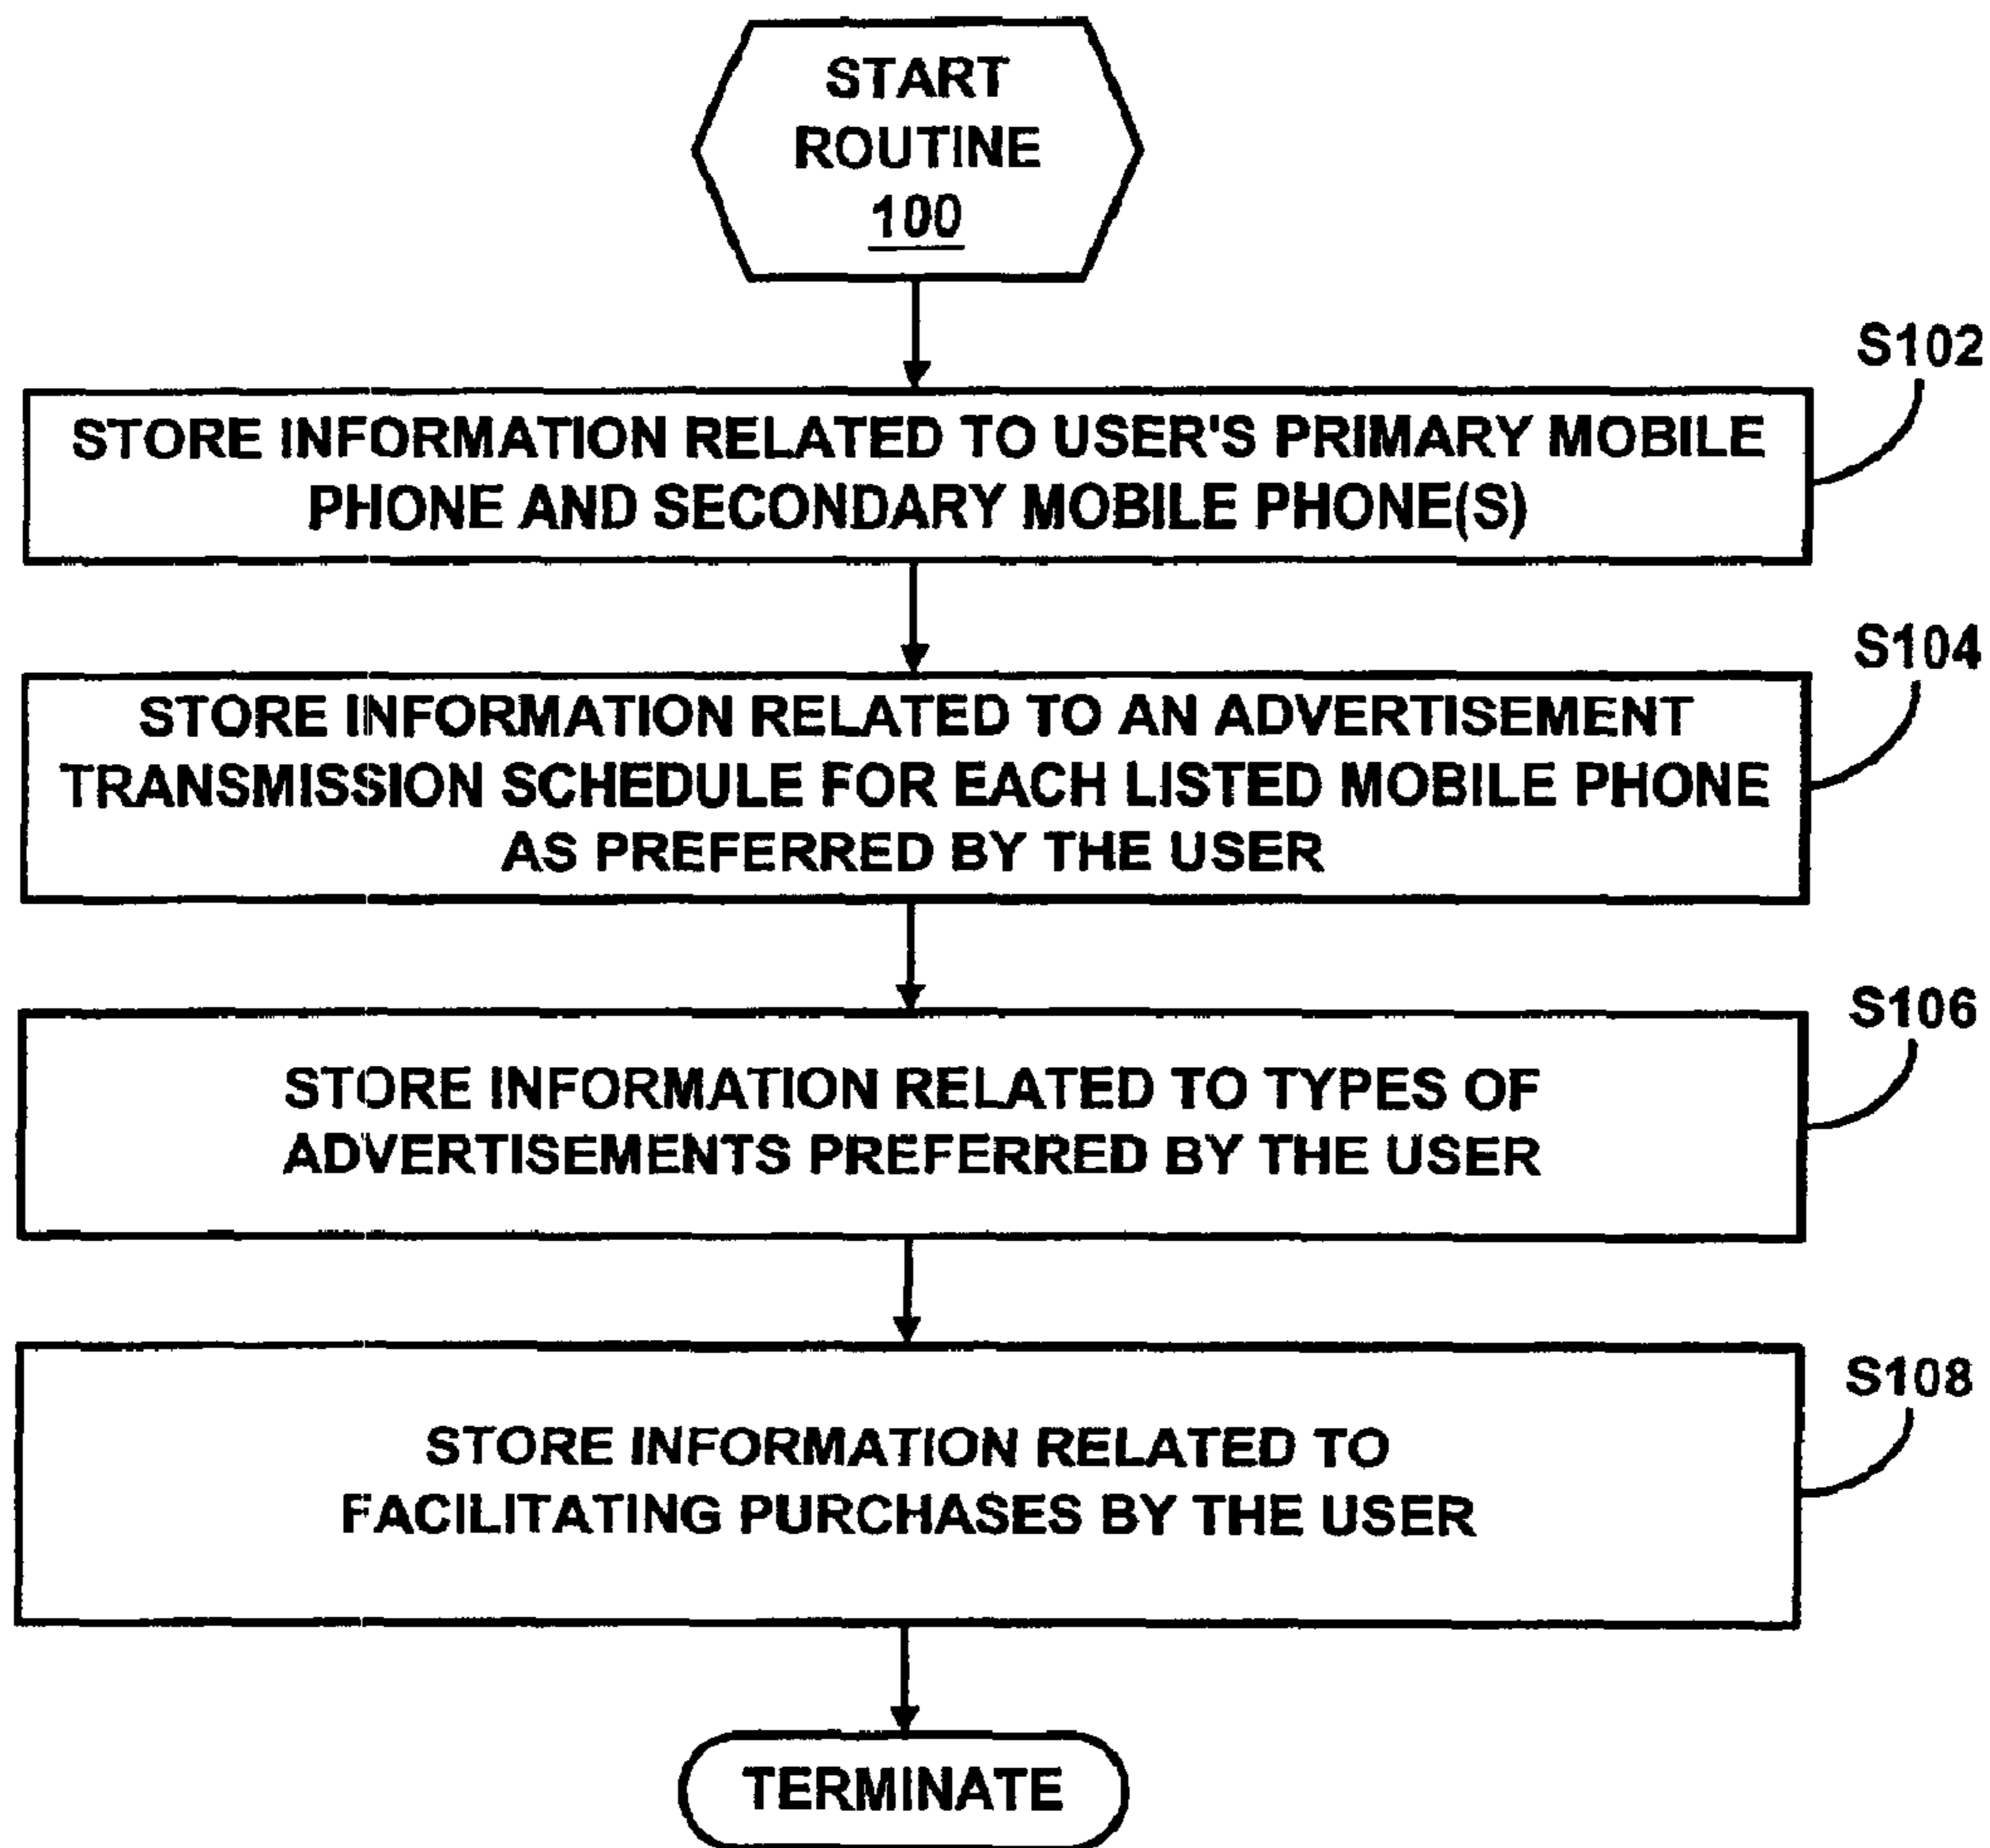 START
ROUTINE
100
S102
STORE INFORMATION RELATED TO USER'S PRIMARY MOBILE
PHONE AND SECONDARY MOBILE PHONE(S)
S104
STORE INFORMATION RELATED TO AN ADVERTISEMENT
TRANSMISSION SCHEDULE FOR EACH LISTED MOBILE PHONE
AS PREFERRED BY THE USER
S106
STORE INFORMATION RELATED TO TYPES OF
ADVERTISEMENTS PREFERRED BY THE USER
S108
STORE INFORMATION RELATED TO
FACILITATING PURCHASES BY THE USER
TERMINATE